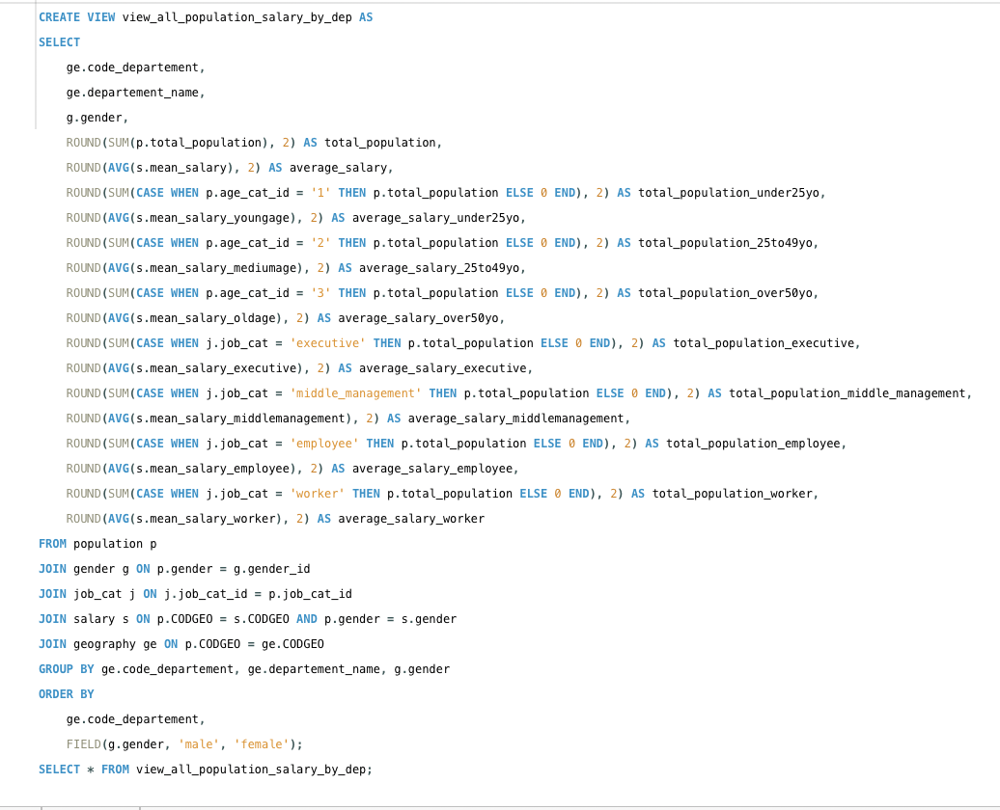 CREATE VIEW view_all_population_salary_by_dep AS
SELECT
    ge.code_departement,
    ge.departement_name,
    g.gender,
    ROUND(SUM(p.total_population), 2) AS total_population,
    ROUND(AVG(s.mean_salary), 2) AS average_salary,
    ROUND(SUM(CASE WHEN p.age_cat_id = '1' THEN p.total_population ELSE 0 END), 2) AS total_population_under25yo,
    ROUND(AVG(s.mean_salary_youngage), 2) AS average_salary_under25yo,
    ROUND(SUM(CASE WHEN p.age_cat_id = '2' THEN p.total_population ELSE 0 END), 2) AS total_population_25to49yo,
    ROUND(AVG(s.mean_salary_mediumage), 2) AS average_salary_25to49yo,
    ROUND(SUM(CASE WHEN p.age_cat_id = '3' THEN p.total_population ELSE 0 END), 2) AS total_population_over50yo,
    ROUND(AVG(s.mean_salary_oldage), 2) AS average_salary_over50yo,
    ROUND(SUM(CASE WHEN j.job_cat = 'executive' THEN p.total_population ELSE 0 END), 2) AS total_population_executive,
    ROUND(AVG(s.mean_salary_executive), 2) AS average_salary_executive,
    ROUND(SUM(CASE WHEN j.job_cat = 'middle_management' THEN p.total_population ELSE 0 END), 2) AS total_population_middle_management,
    ROUND(AVG(s.mean_salary_middlemanagement), 2) AS average_salary_middlemanagement,
    ROUND(SUM(CASE WHEN j.job_cat = 'employee' THEN p.total_population ELSE 0 END), 2) AS total_population_employee,
    ROUND(AVG(s.mean_salary_employee), 2) AS average_salary_employee,
    ROUND(SUM(CASE WHEN j.job_cat = 'worker' THEN p.total_population ELSE 0 END), 2) AS total_population_worker,
    ROUND(AVG(s.mean_salary_worker), 2) AS average_salary_worker
FROM population p
JOIN gender g ON p.gender = g.gender_id
JOIN job_cat j ON j.job_cat_id = p.job_cat_id
JOIN salary s ON p.CODGEO = s.CODGEO AND p.gender = s.gender
JOIN geography ge ON p.CODGEO = ge.CODGEO
GROUP BY ge.code_departement, ge.departement_name, g.gender
ORDER BY
    ge.code_departement,
    FIELD(g.gender, 'male', 'female');
SELECT * FROM view_all_population_salary_by_dep;